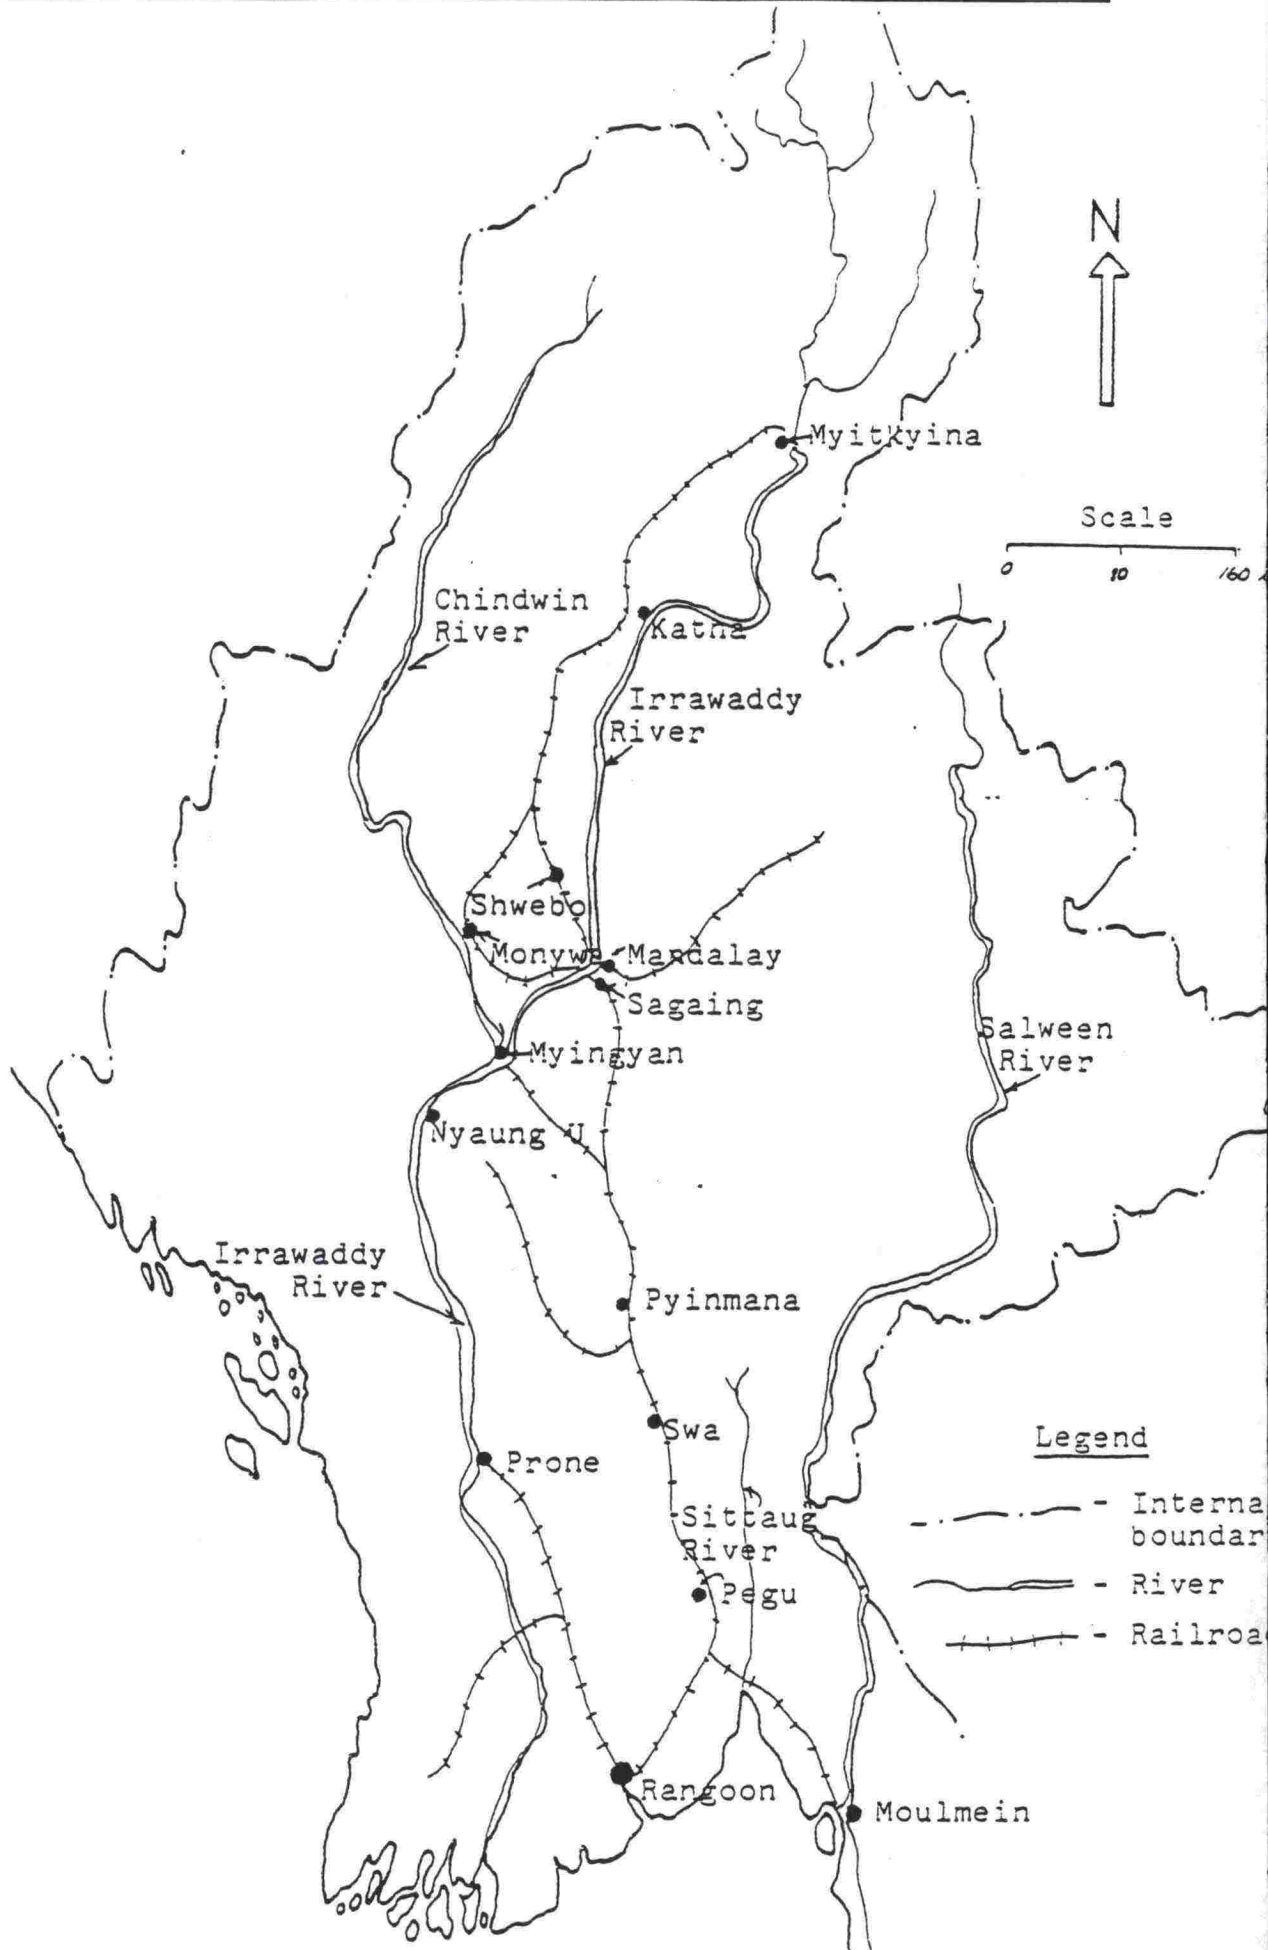 N
Myitkyina
Scale
0
160
Chindwin
River
Katha
Irrawaddy
River
Shwebo
Monywa
Mandalay
Sagaing
Myingyan
Salween
River
Nyaung U
Irrawaddy
River
Pyinmana
Swa
Prone
Legend
- Interna
boundar
Sittaug
River
- River
Pegu
- Railroa
Rangoon
Moulmein